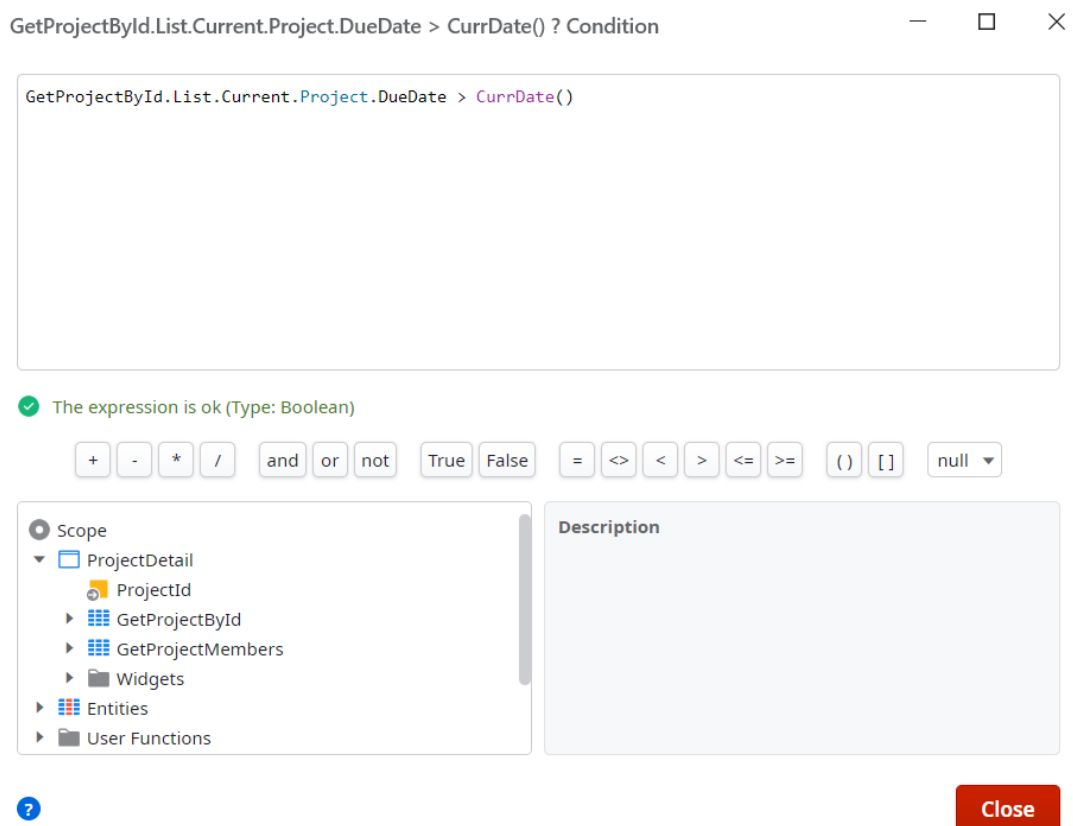 GetProjectById.List.Current.Project.DueDate > CurrDate() ? Condition
GetProjectById.List.Current.Project.DueDate > CurrDate()
The expression is ok (Type: Boolean)
+ - * / and or not True False = <> < > <= >= ( ) [ ] null
Scope
ProjectDetail
ProjectId
GetProjectById
GetProjectMembers
Widgets
Entities
User Functions
Description
?
Close